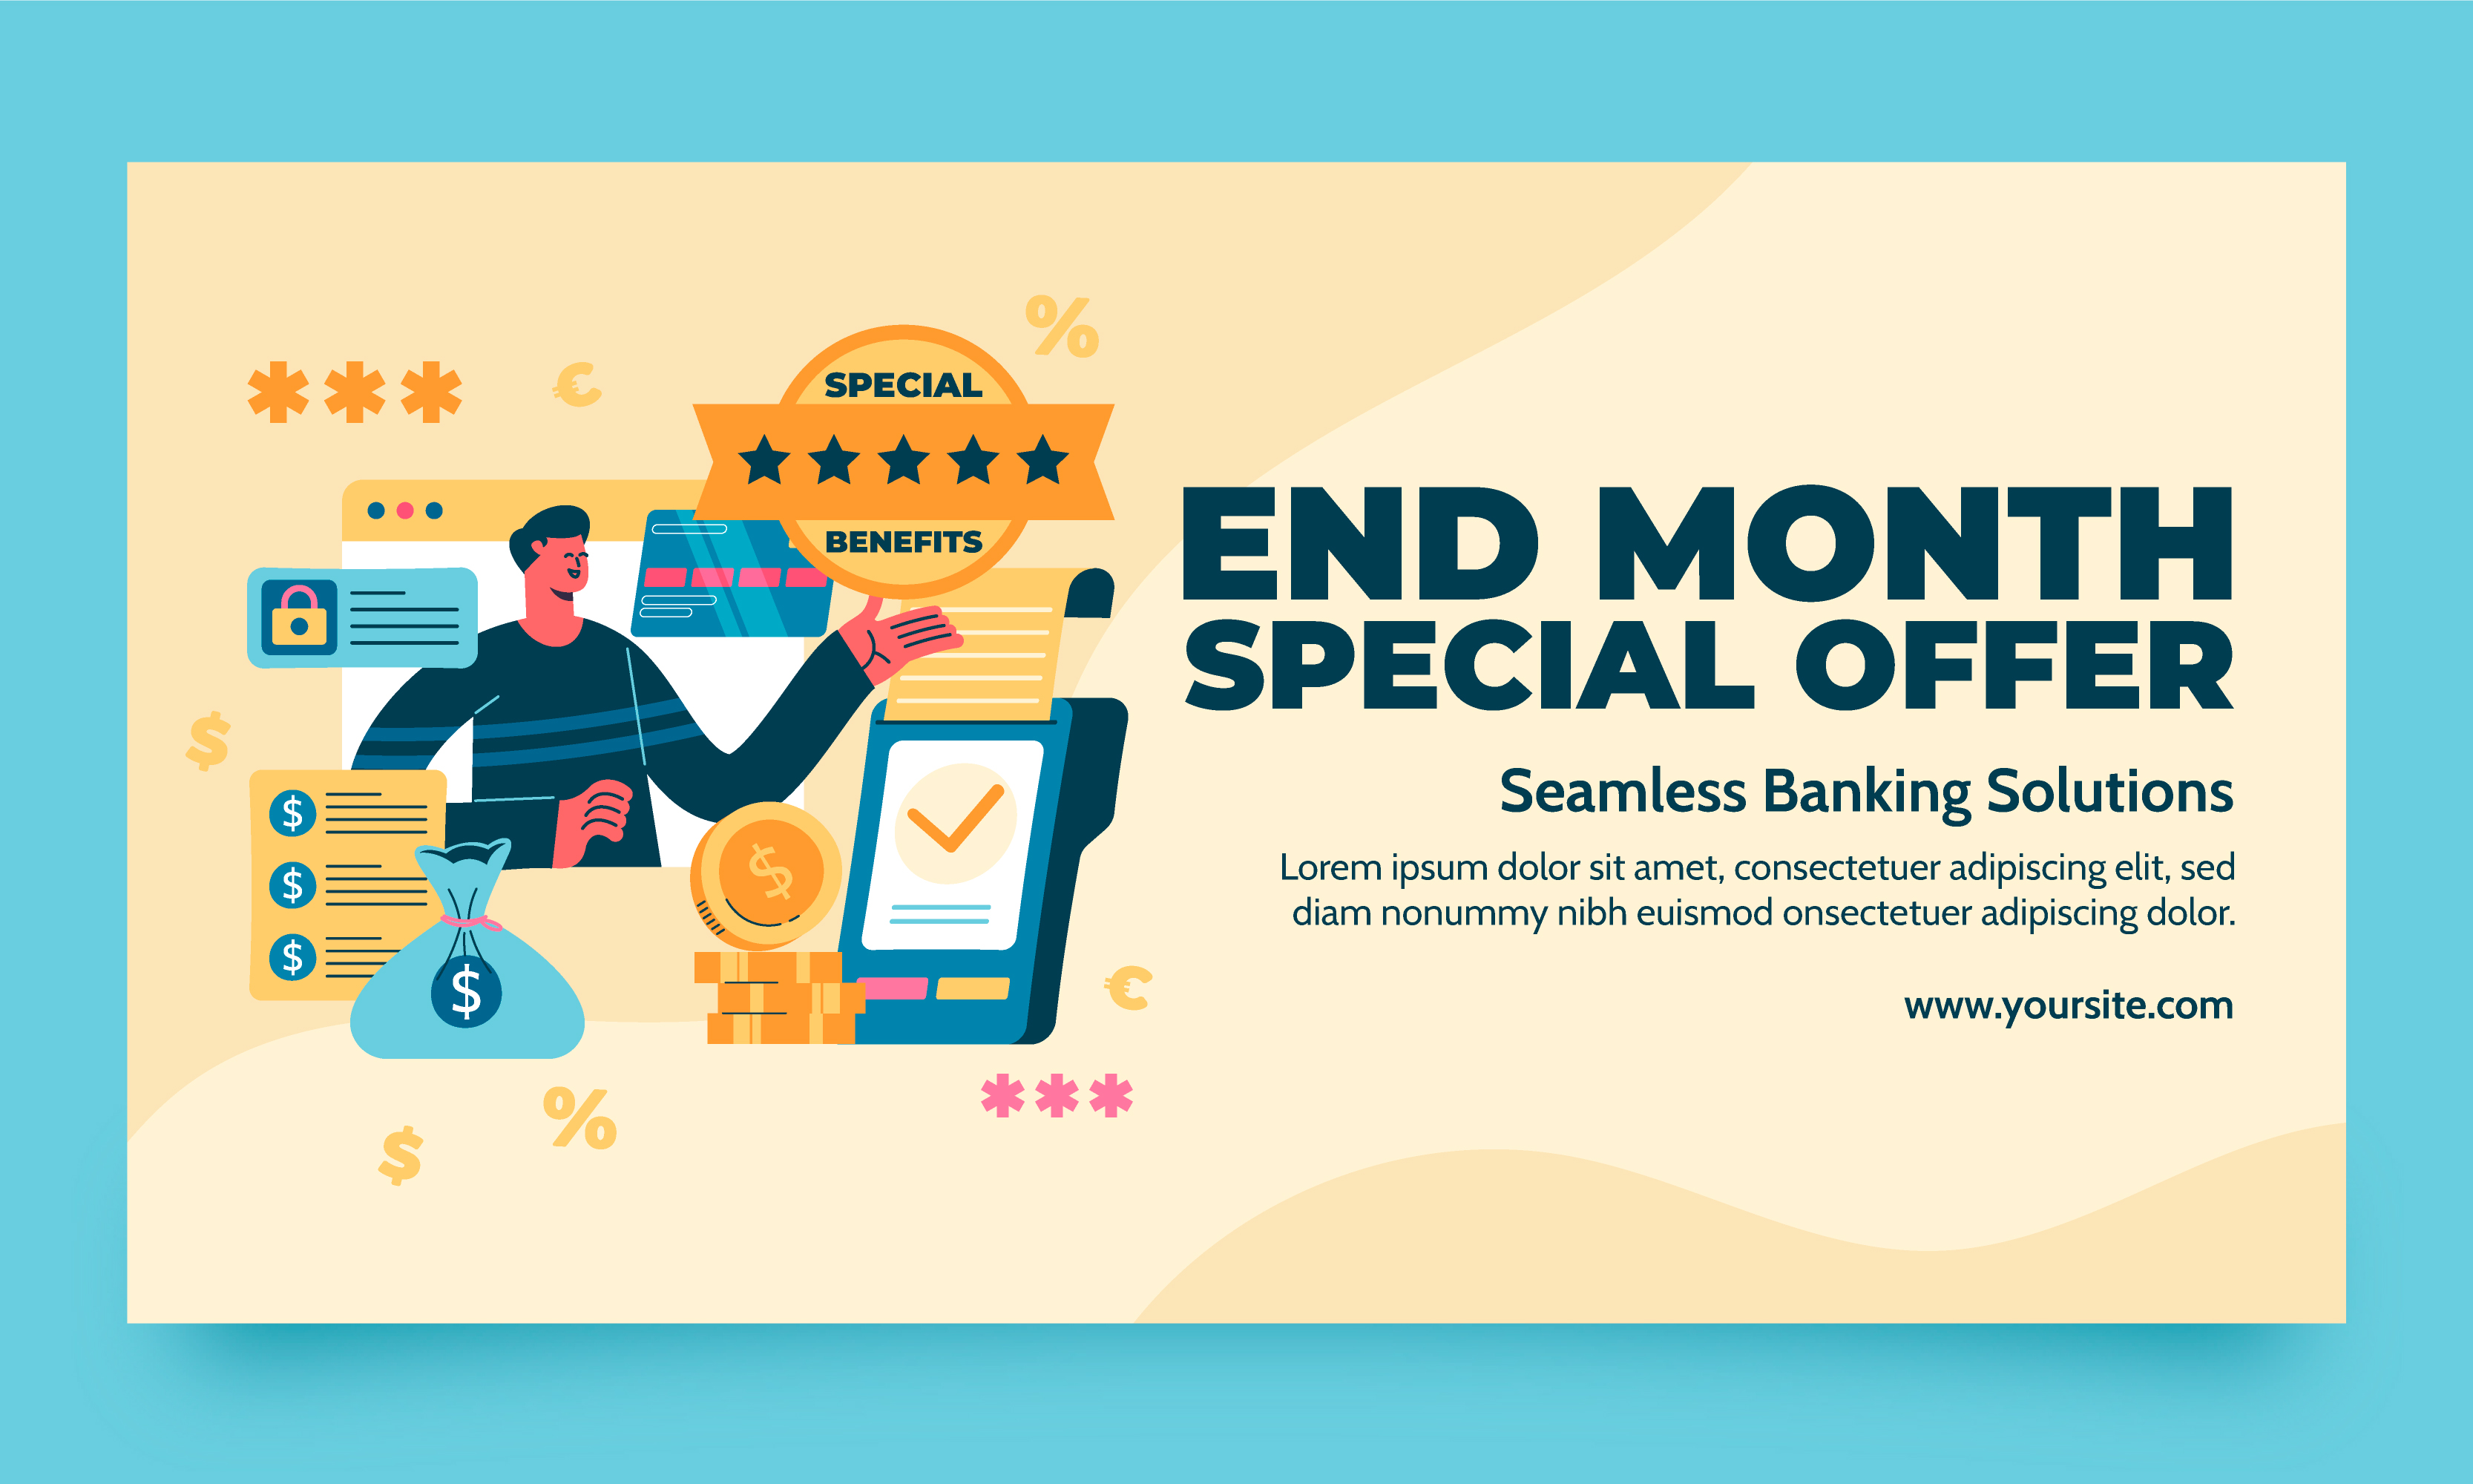 SPECIAL
BENEFITS
END MONTH
SPECIAL OFFER
Seamless Banking Solutions
Lorem ipsum dolor sit amet, consectetuer adipiscing elit, sed
diam nonummy nibh euismod onsectetuer adipiscing dolor.
www.yoursite.com
%
€
$
$
$
$
$
$
€
%
$